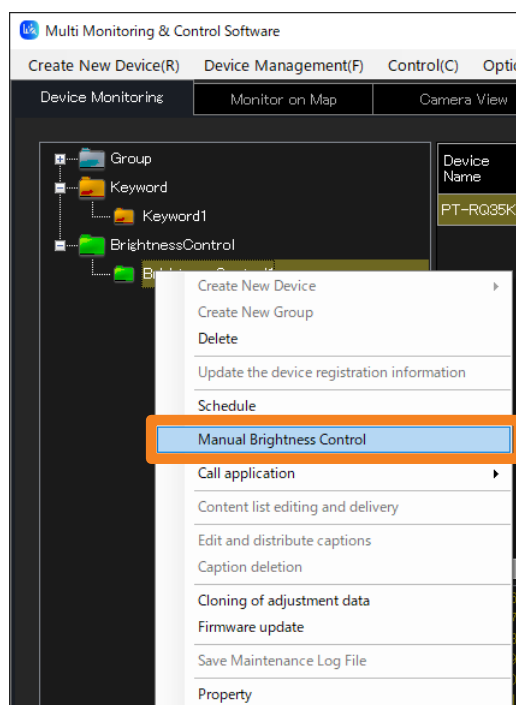 Multi Monitoring & Control Software
Create New Device(R) Device Management(F) Control(C)
Device Monitoring Monitor on Map Camera View
Group
Keyword
Keyword1
BrightnessControl
Device
Name
PT-RQ35K
Create New Device
Create New Group
Delete
Update the device registration information
Schedule
Manual Brightness Control
Call application
Content list editing and delivery
Edit and distribute captions
Caption deletion
Cloning of adjustment data
Firmware update
Save Maintenance Log File
Property